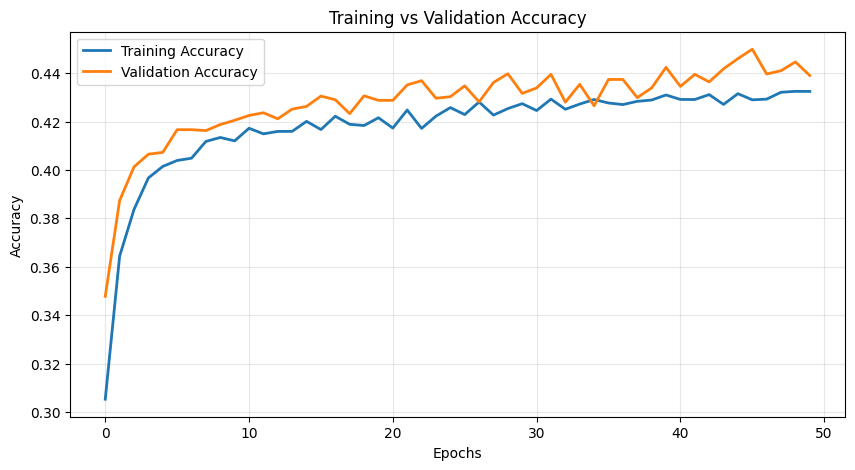 Training vs Validation Accuracy
Training Accuracy
Validation Accuracy
Accuracy
0.44
0.42
0.40
0.38
0.36
0.34
0.32
0.30
0 10 20 30 40 50
Epochs